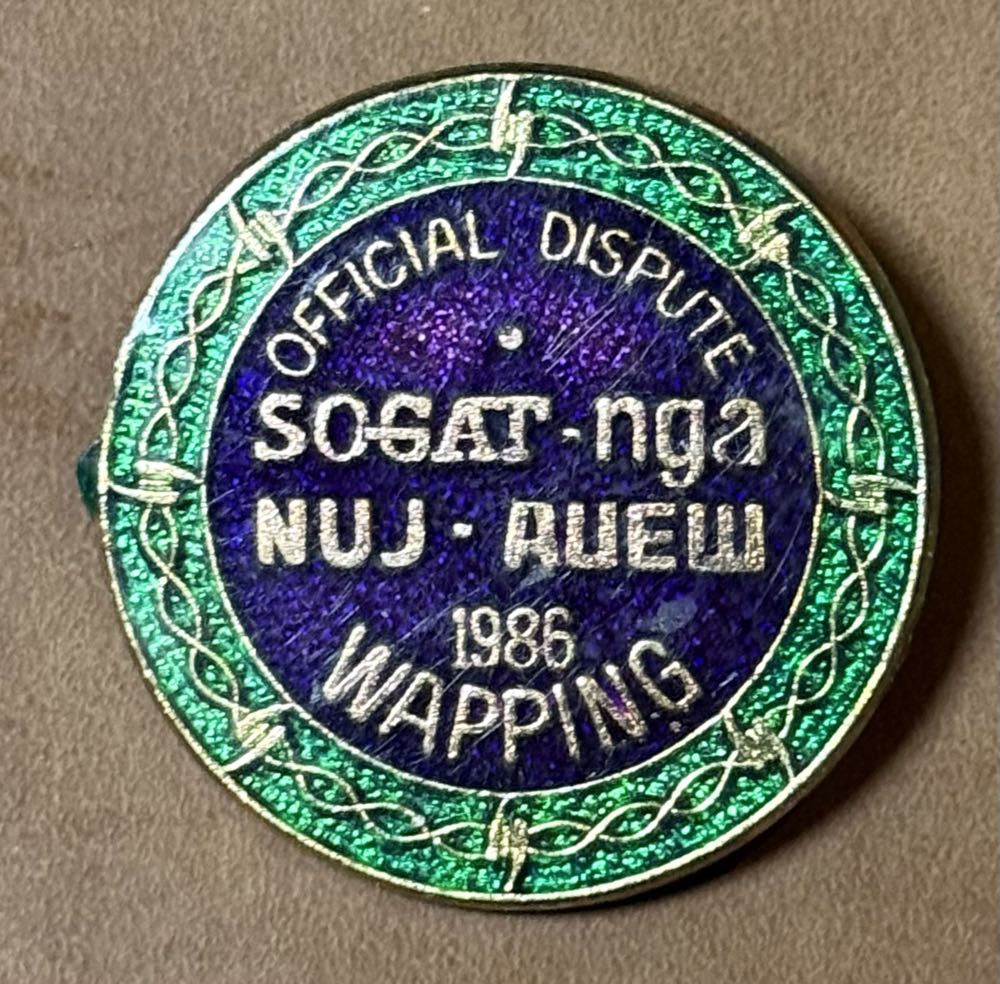 OFFICIAL DISPUTE
SOGAT · nga
NUJ · AUEW
1986
WAPPING